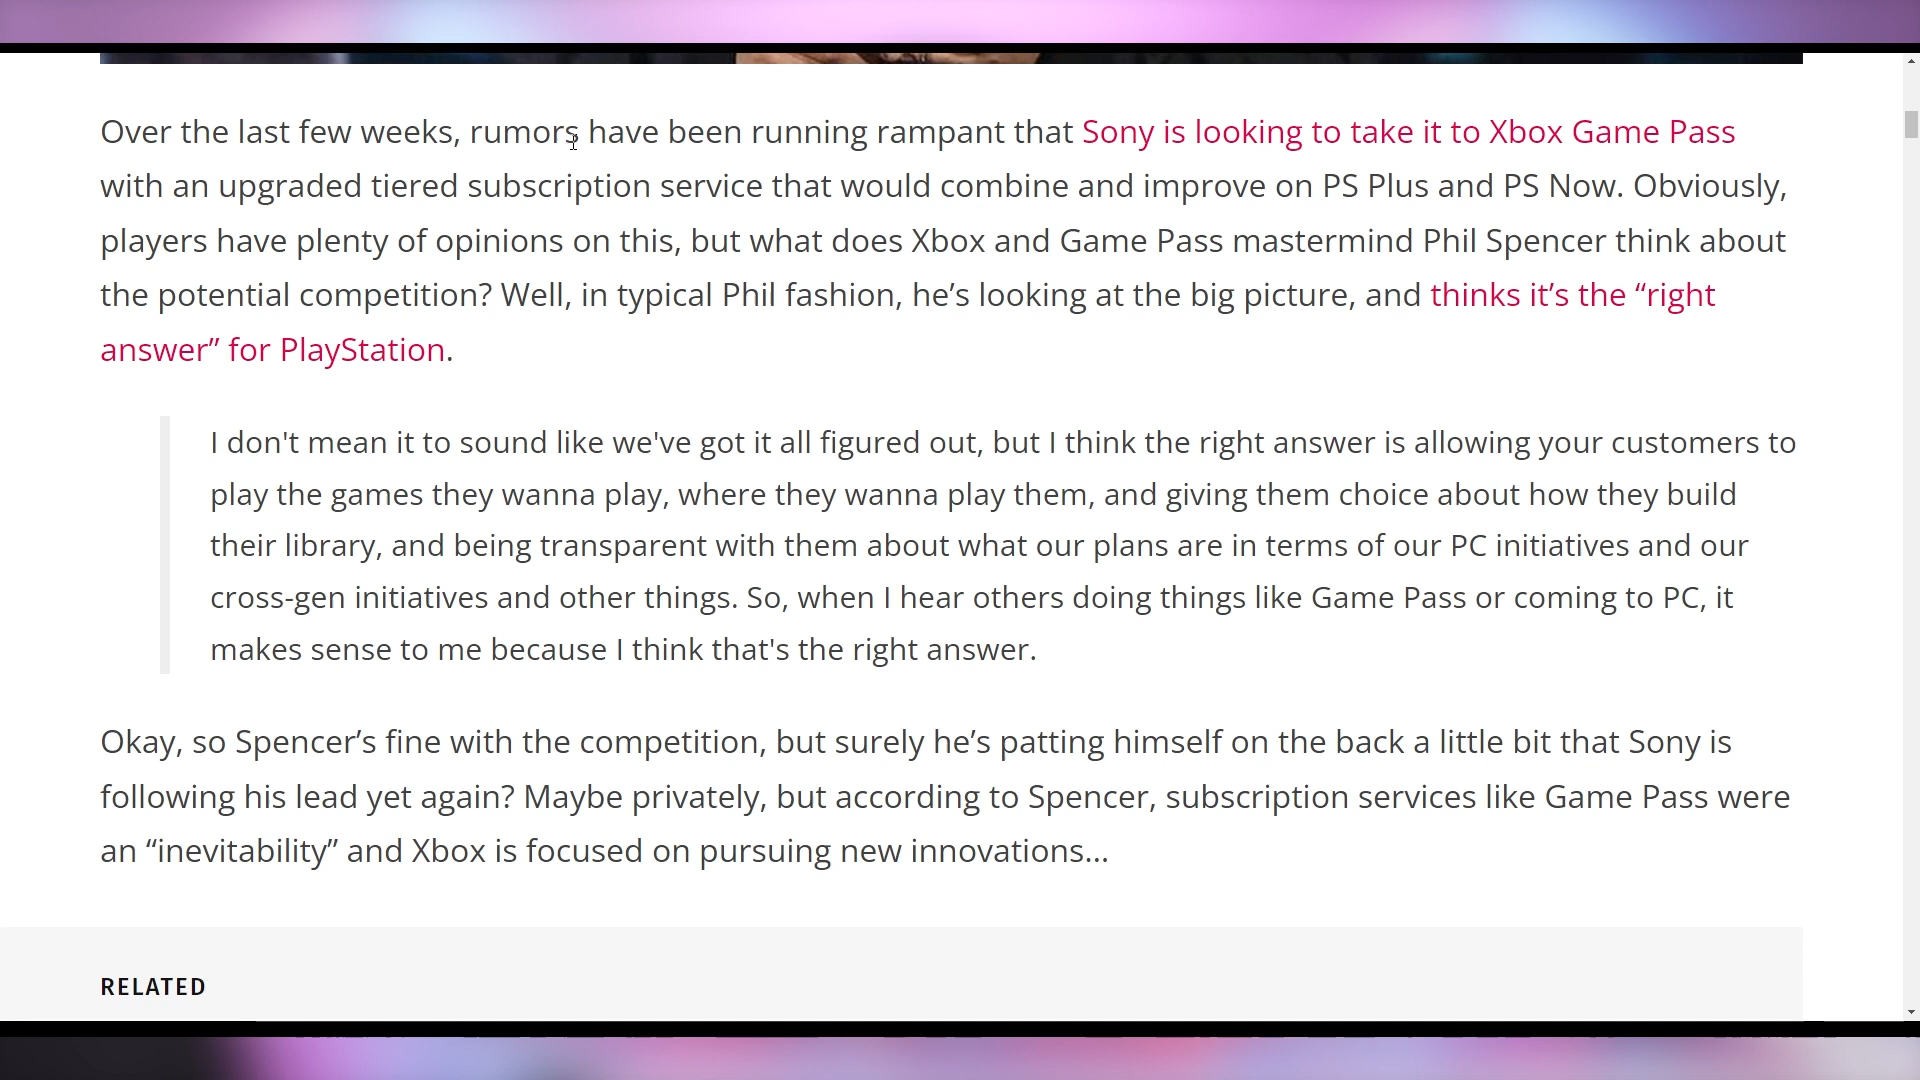 Over the last few weeks, rumors have been running rampant that Sony is looking to take it to Xbox Game Pass
with an upgraded tiered subscription service that would combine and improve on PS Plus and PS Now. Obviously,
players have plenty of opinions on this, but what does Xbox and Game Pass mastermind Phil Spencer think about
the potential competition? Well, in typical Phil fashion, he’s looking at the big picture, and thinks it’s the “right
answer” for PlayStation.
I don't mean it to sound like we've got it all figured out, but I think the right answer is allowing your customers to
play the games they wanna play, where they wanna play them, and giving them choice about how they build
their library, and being transparent with them about what our plans are in terms of our PC initiatives and our
cross-gen initiatives and other things. So, when I hear others doing things like Game Pass or coming to PC, it
makes sense to me because I think that's the right answer.
Okay, so Spencer’s fine with the competition, but surely he’s patting himself on the back a little bit that Sony is
following his lead yet again? Maybe privately, but according to Spencer, subscription services like Game Pass were
an “inevitability” and Xbox is focused on pursuing new innovations…
RELATED